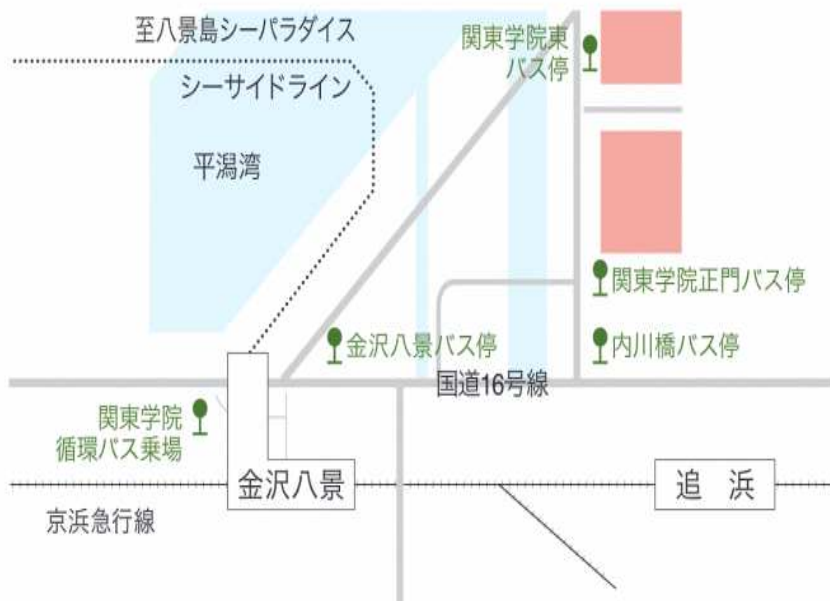 至八景島シーパラダイス
シーサイドライン
平潟湾
関東学院東
バス停
関東学院正門バス停
金沢八景バス停
内川橋バス停
国道16号線
関東学院
循環バス乗場
金沢八景
追 浜
京浜急行線